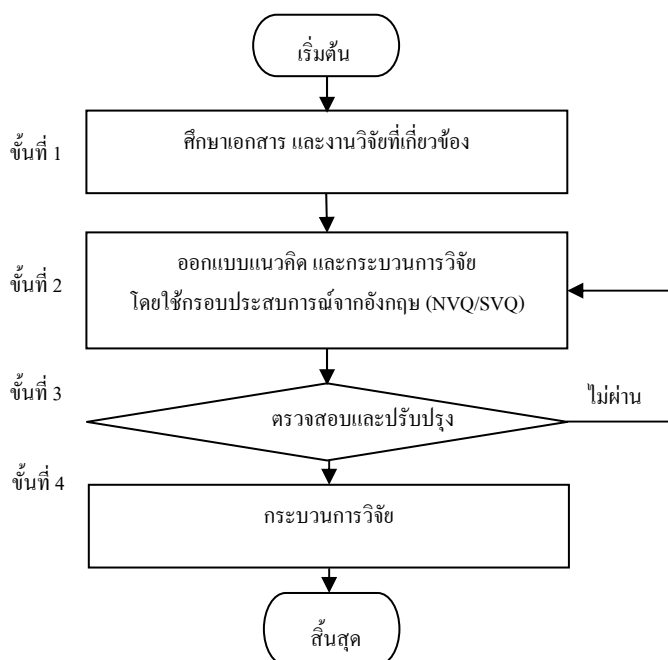 เริ่มต้น
ขั้นที่ 1
ศึกษาเอกสาร และงานวิจัยที่เกี่ยวข้อง
ขั้นที่ 2
ออกแบบแนวคิด และกระบวนการวิจัย
โดยใช้กรอบประสบการณ์จากอังกฤษ (NVQ/SVQ)
ขั้นที่ 3
ตรวจสอบและปรับปรุง
ไม่ผ่าน
ขั้นที่ 4
กระบวนการวิจัย
สิ้นสุด